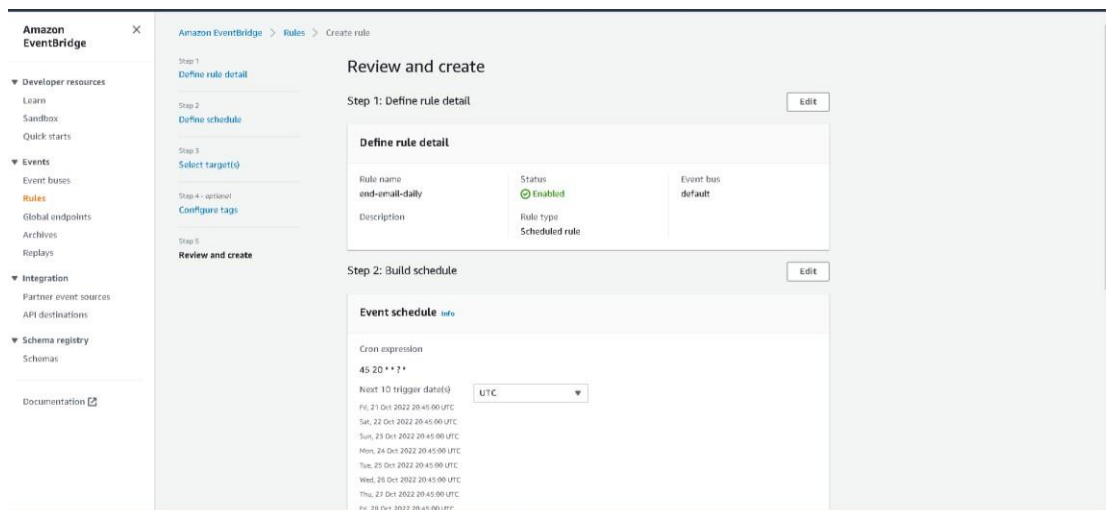 Amazon
EventBridge
Developer resources
Learn
Sandbox
Quick starts
Events
Event buses
Rules
Global endpoints
Archives
Replays
Integration
Partner event sources
API destinations
Schema registry
Schemas
Documentation
Amazon EventBridge > Rules > Create rule
Step 1
Define rule detail
Step 2
Define schedule
Step 3
Select target(s)
Step 4 - optional
Configure tags
Step 5
Review and create
Review and create
Step 1: Define rule detail
Edit
Define rule detail
Rule name
end-email-daily
Description
Status
Enabled
Rule type
Scheduled rule
Event bus
default
Step 2: Build schedule
Edit
Event schedule Info
Cron expression
45 20 * * ? *
Next 10 trigger date(s)
UTC
Fri, 21 Oct 2022 20:45:00 UTC
Sat, 22 Oct 2022 20:45:00 UTC
Sun, 23 Oct 2022 20:45:00 UTC
Mon, 24 Oct 2022 20:45:00 UTC
Tue, 25 Oct 2022 20:45:00 UTC
Wed, 26 Oct 2022 20:45:00 UTC
Thu, 27 Oct 2022 20:45:00 UTC
Fri, 28 Oct 2022 20:45:00 UTC